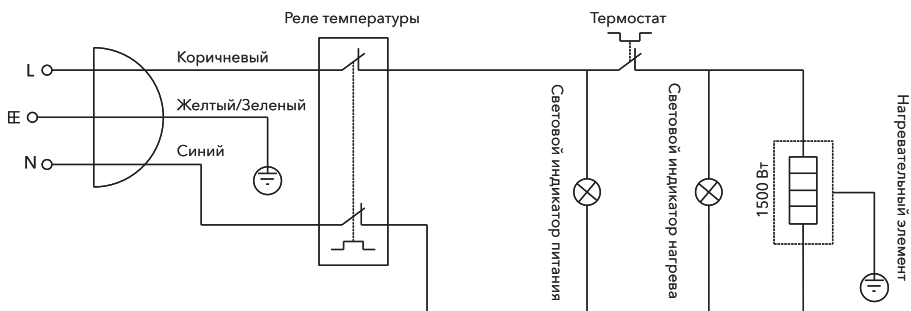 Реле температуры
Термостат
L
Коричневый
Желтый/Зеленый
N
Синий
Световой индикатор питания
Световой индикатор нагрева
1500 Вт
Нагревательный элемент